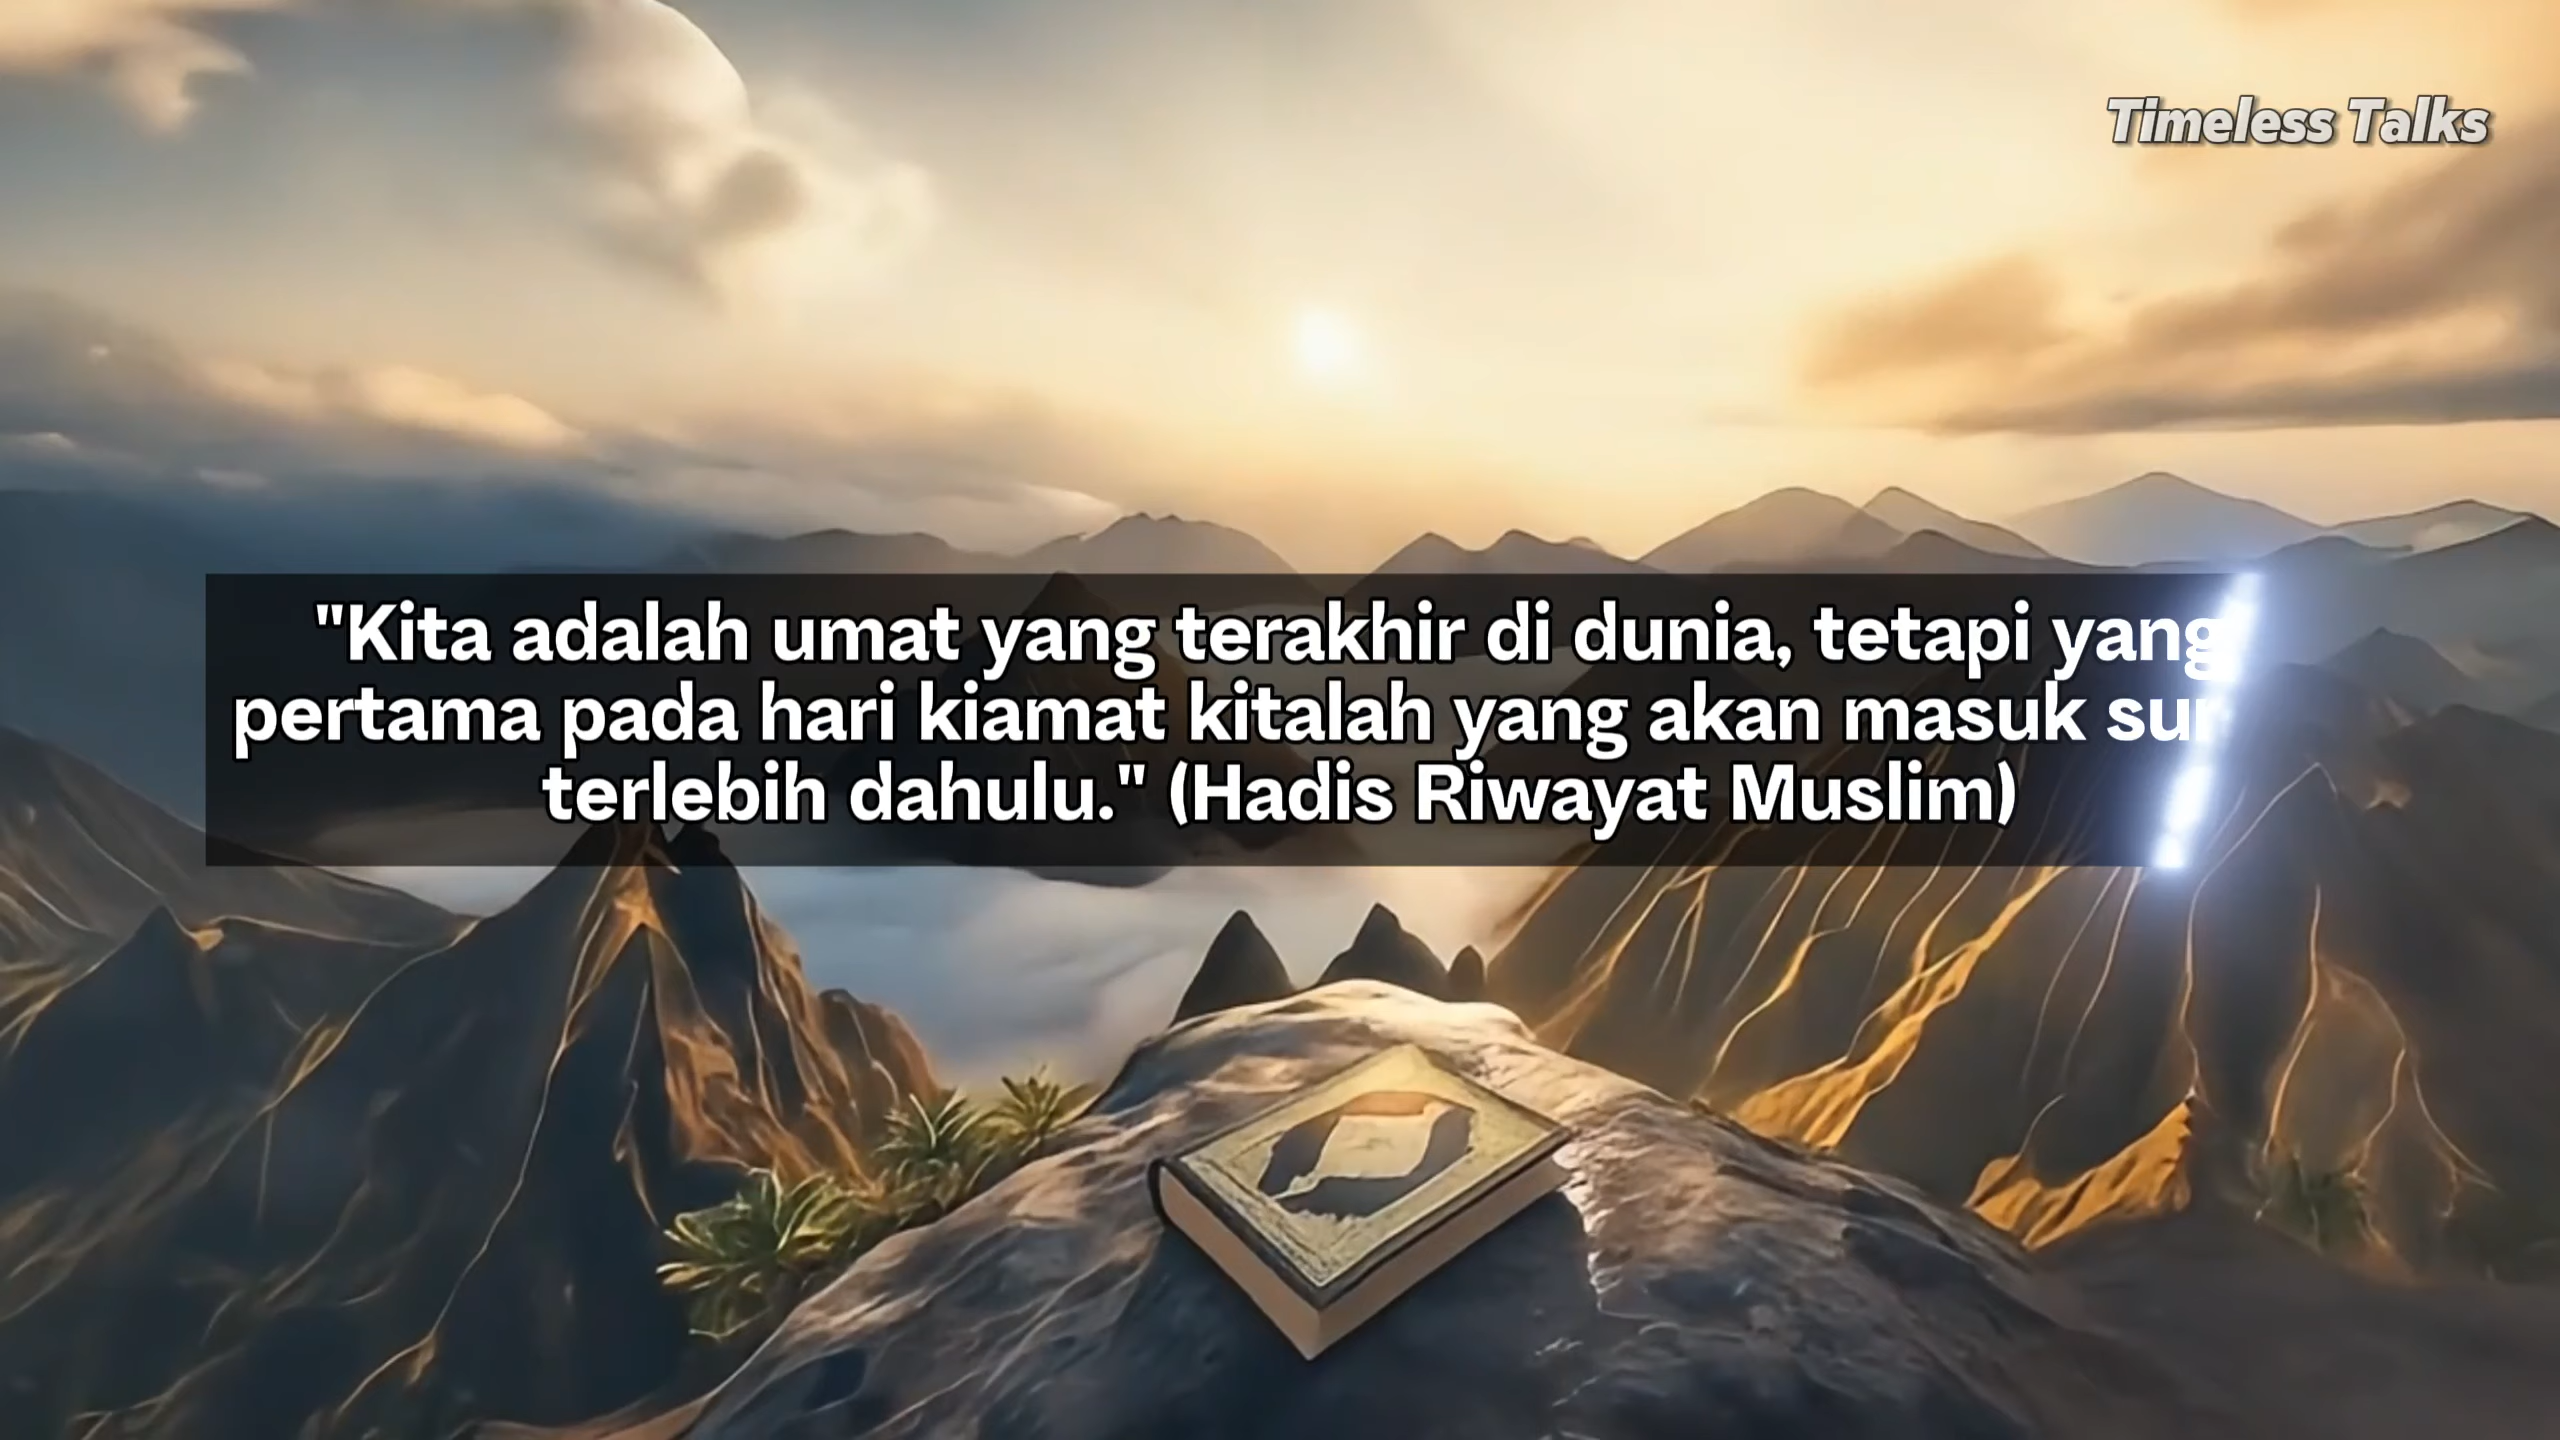 Timeless Talks
"Kita adalah umat yang terakhir di dunia, tetapi yang
pertama pada hari kiamat kitalah yang akan masuk
terlebih dahulu." (Hadis Riwayat Muslim)